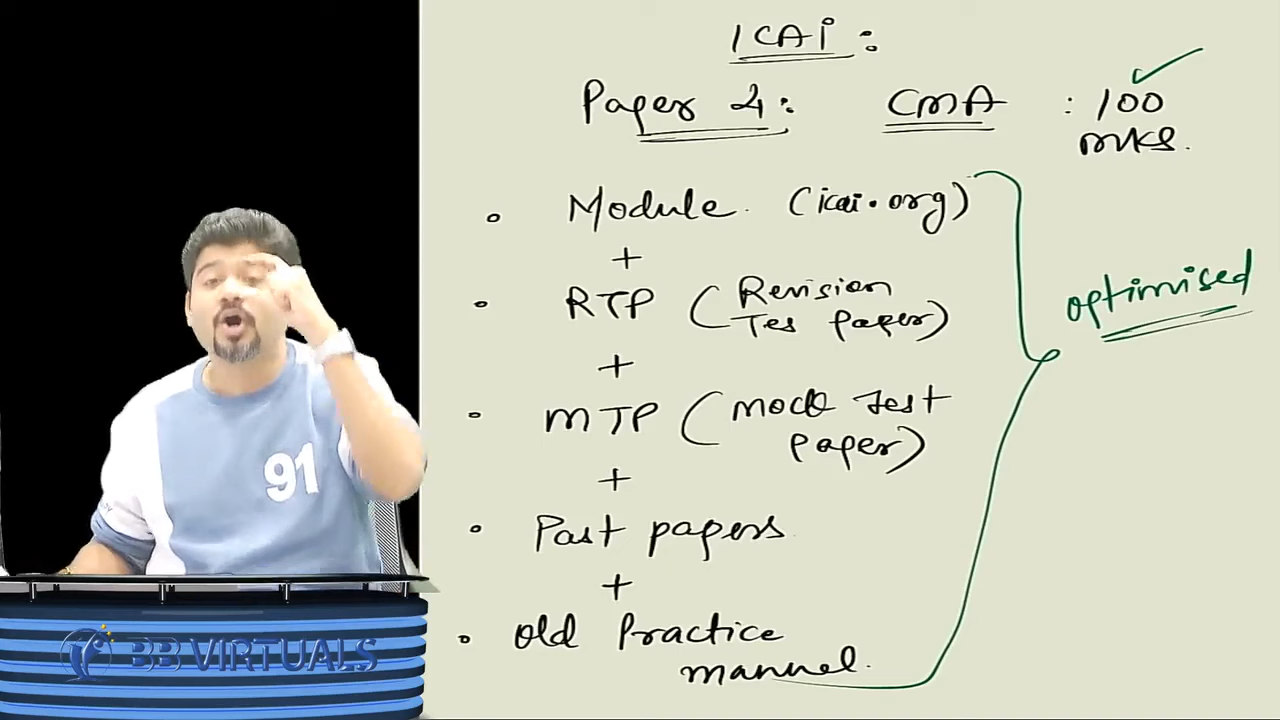 ICAI :
Paper 4 : CMA : 100
mks.
• Module. (icai.org)
+
• RTP (Revision
Tes paper)
+
• MTP (Mock Test
paper)
+
• Past papers
+
• Old Practice
manuel.
optimised
91
BB VIRTUALS